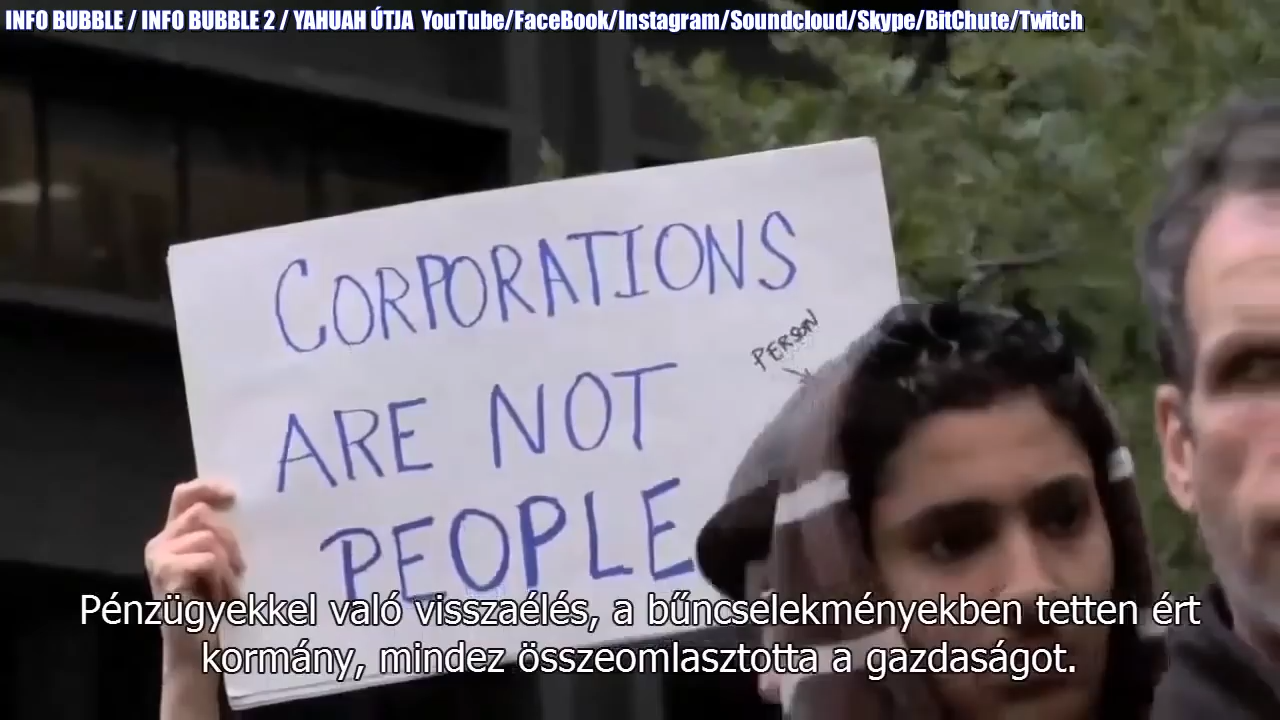 INFO BUBBLE / INFO BUBBLE 2 / YAHUAH ÚTJA YouTube/FaceBook/Instagram/Soundcloud/Skype/BitChute/Twitch
CORPORATIONS
PERSON
ARE NOT
PEOPLE
Pénzügyekkel való visszaélés, a bűncselekményekben tetten ért
kormány, mindez összeomlasztotta a gazdaságot.